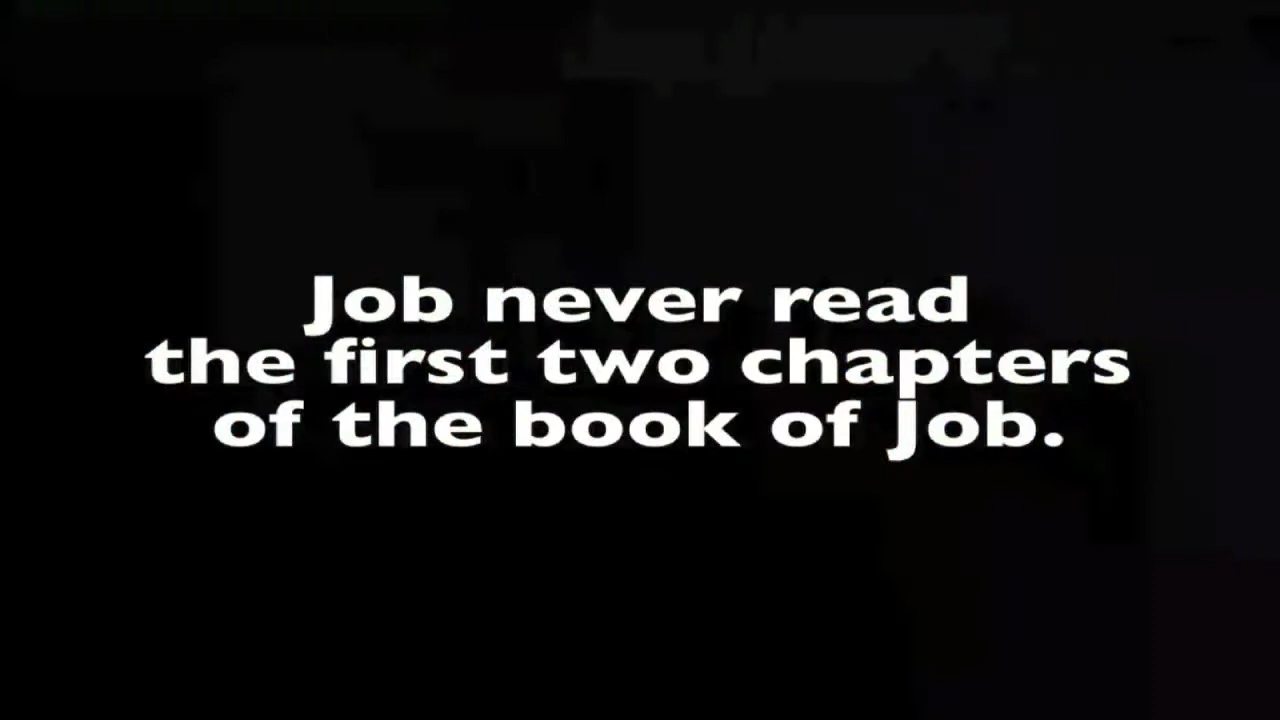 Job never read
the first two chapters
of the book of Job.